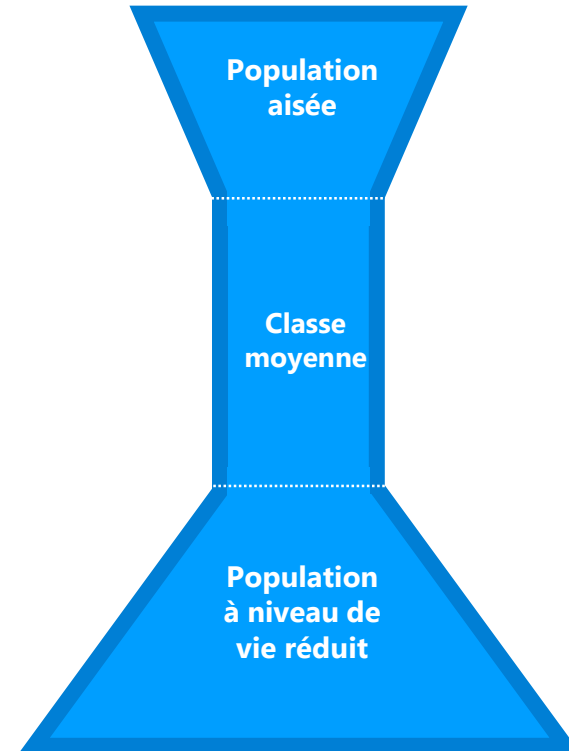 Population
aisée
Classe
moyenne
Population
à niveau de
vie réduit